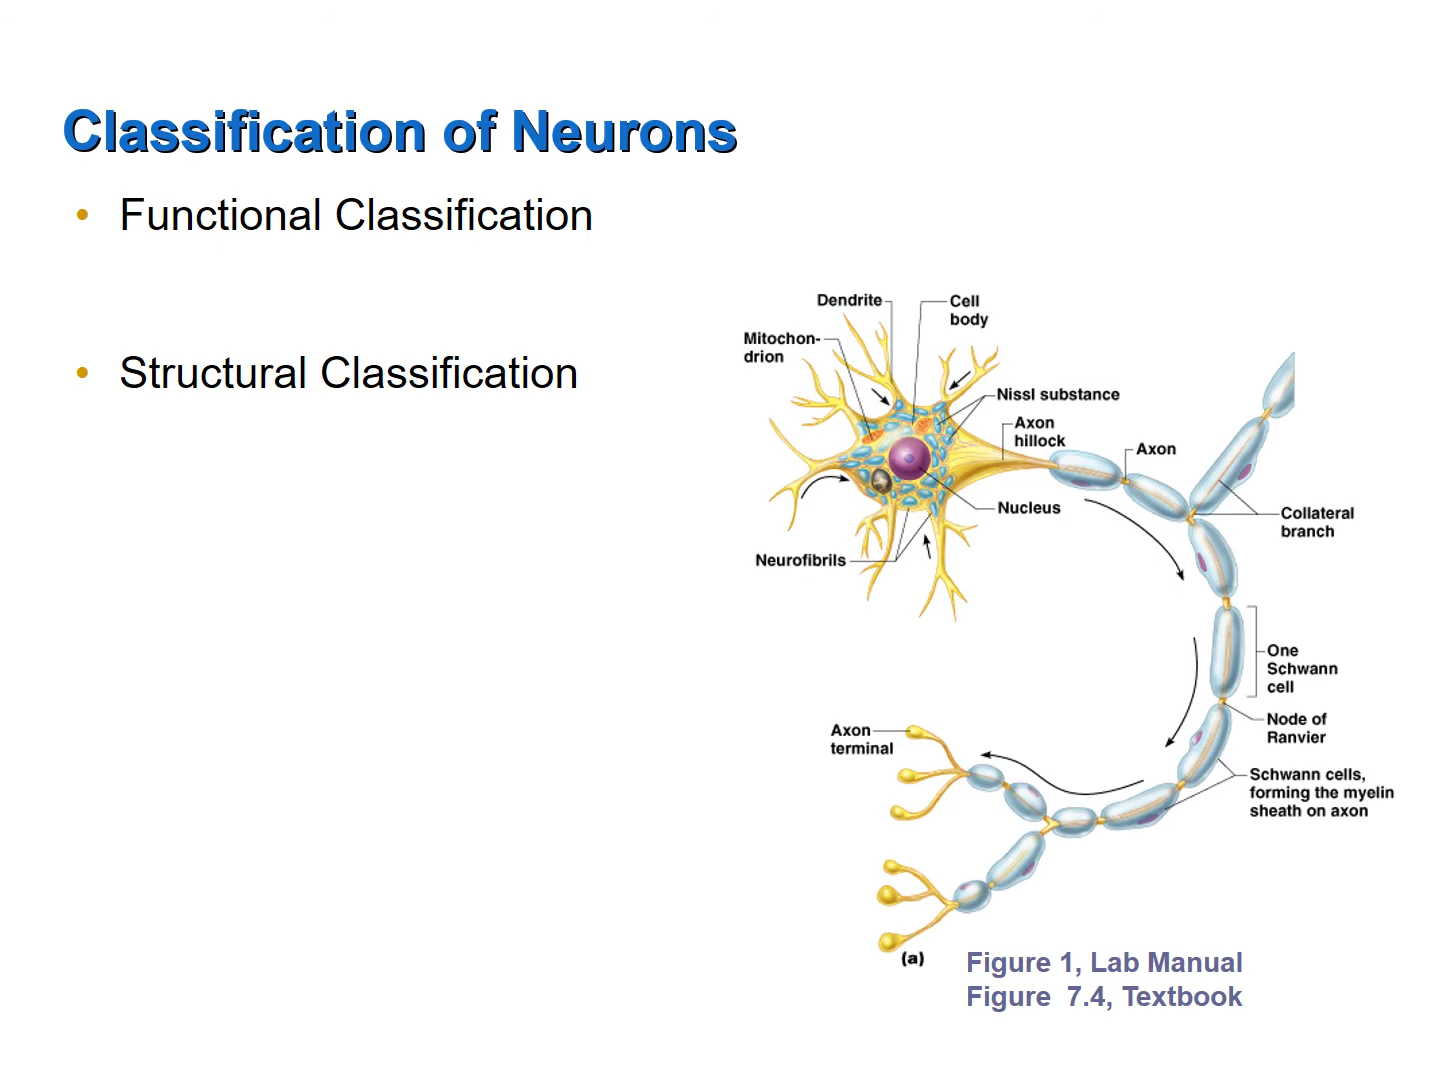 Classification of Neurons
• Functional Classification
• Structural Classification
Dendrite
Cell
body
Mitochon-
drion
Nissl substance
Axon
hillock
Axon
Nucleus
Collateral
branch
Neurofibrils
One
Schwann
cell
Node of
Ranvier
Axon
terminal
Schwann cells,
forming the myelin
sheath on axon
(a)
Figure 1, Lab Manual
Figure 7.4, Textbook